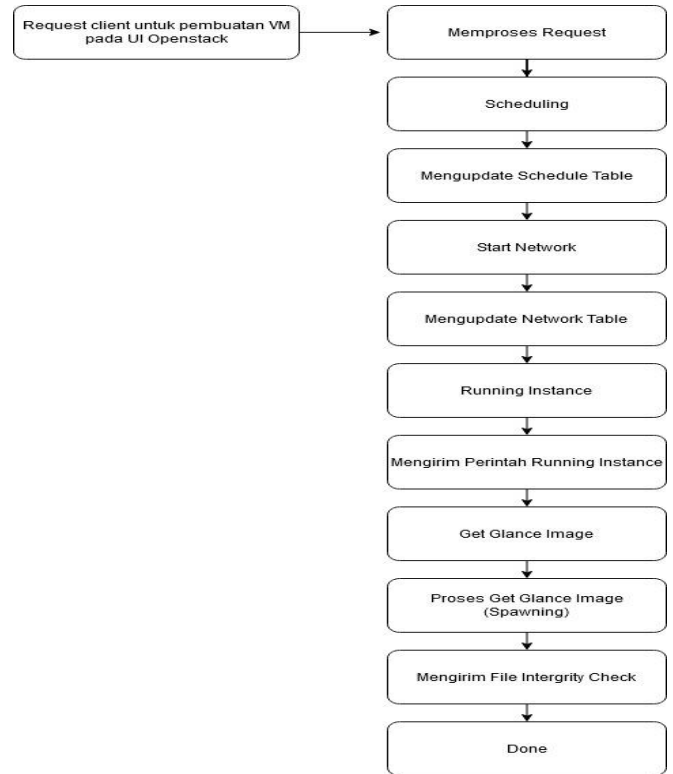 Request client untuk pembuatan VM
pada UI Openstack
Memproses Request
Scheduling
Mengupdate Schedule Table
Start Network
Mengupdate Network Table
Running Instance
Mengirim Perintah Running Instance
Get Glance Image
Proses Get Glance Image
(Spawning)
Mengirim File Intergrity Check
Done